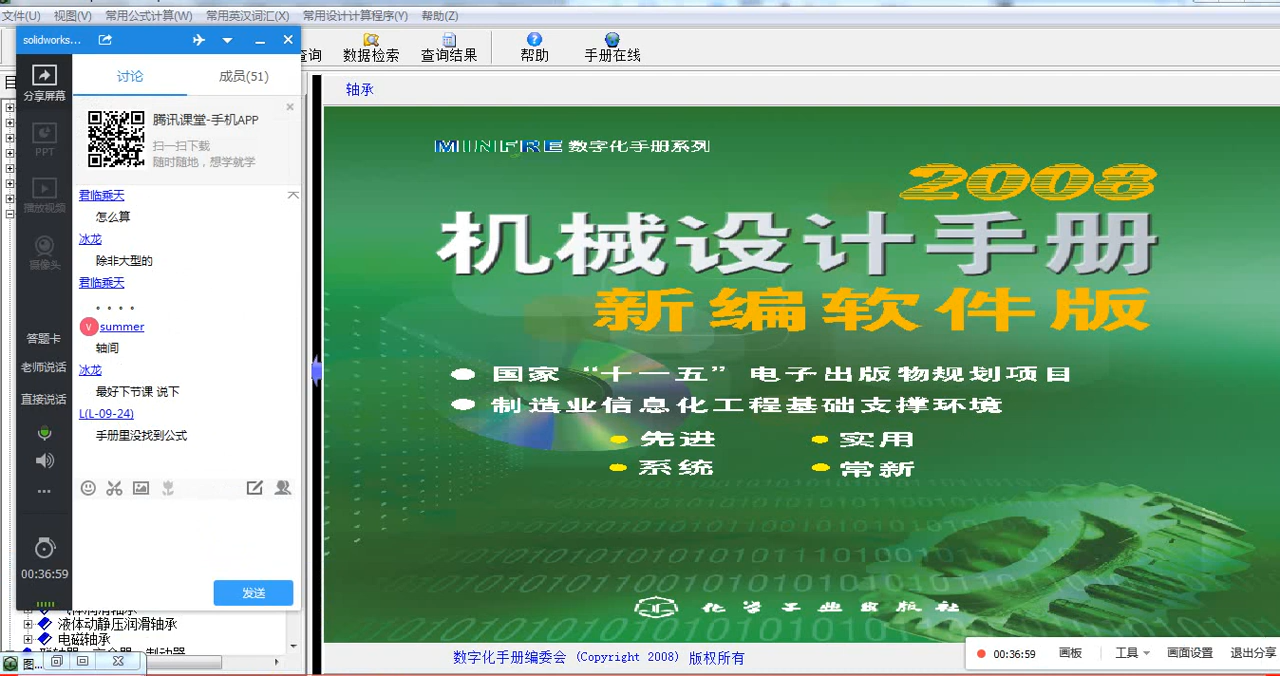 文件(U) 视图(V) 常用公式计算(W) 常用英汉词汇(X) 常用设计计算程序(Y) 帮助(Z)
查询 数据检索 查询结果 帮助 手册在线
solidworks...
分享屏幕
PPT
播放视频
摄像头
答题卡
老师说话
直接说话
...
00:36:59
讨论 成员(51)
腾讯课堂-手机APP
扫一扫下载
随时随地，想学就学
君临乘天
怎么算
冰龙
除非大型的
君临乘天
. . . .
V summer
轴间
冰龙
最好下节课 说下
L(L-09-24)
手册里没找到公式
发送
液体动静压润滑轴承
电磁轴承
图...
轴承
MINFRE 数字化手册系列
2008
机械设计手册
新编软件版
国家 “十一五” 电子出版物规划项目
制造业信息化工程基础支撑环境
先进 实用
系统 常新
010101010101010101010101
化学工业出版社
数字化手册编委会 (Copyright 2008) 版权所有
00:36:59 画板 工具 画面设置 退出分享